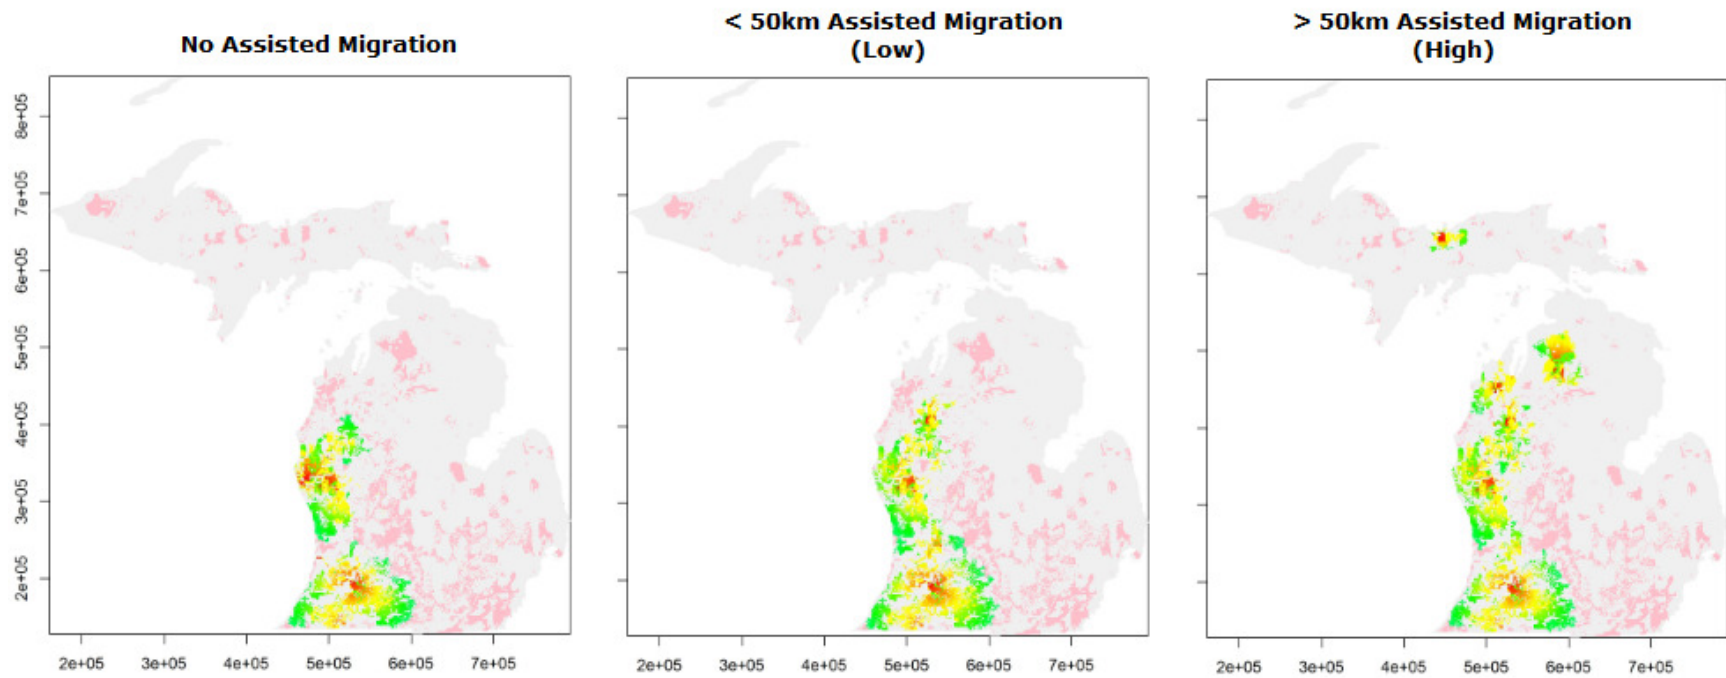 No Assisted Migration
< 50km Assisted Migration
(Low)
> 50km Assisted Migration
(High)
8e+05
7e+05
6e+05
5e+05
4e+05
3e+05
2e+05
2e+05 3e+05 4e+05 5e+05 6e+05 7e+05
2e+05 3e+05 4e+05 5e+05 6e+05 7e+05
2e+05 3e+05 4e+05 5e+05 6e+05 7e+05